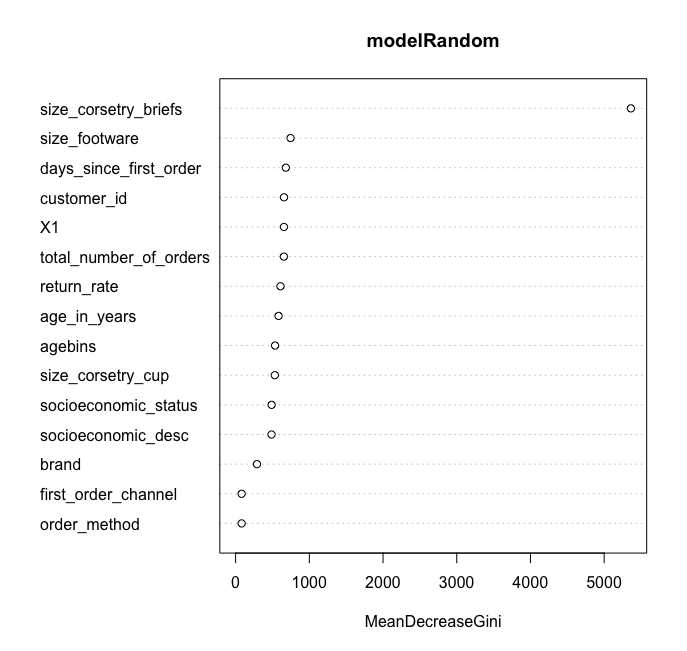 modelRandom
size_corsetry_briefs
size_footware
days_since_first_order
customer_id
X1
total_number_of_orders
return_rate
age_in_years
agebins
size_corsetry_cup
socioeconomic_status
socioeconomic_desc
brand
first_order_channel
order_method
0 1000 2000 3000 4000 5000
MeanDecreaseGini